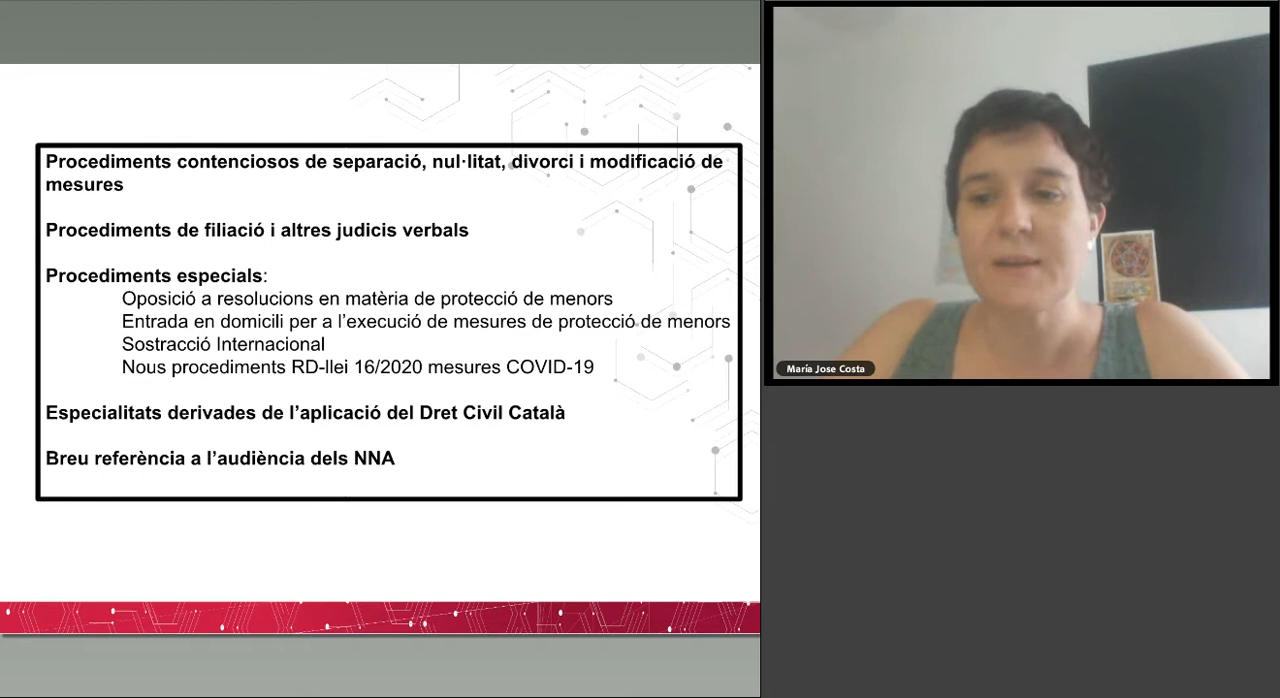 Procediments contenciosos de separació, nul·litat, divorci i modificació de
mesures
Procediments de filiació i altres judicis verbals
Procediments especials:
Oposició a resolucions en matèria de protecció de menors
Entrada en domicili per a l’execució de mesures de protecció de menors
Sostracció Internacional
Nous procediments RD-llei 16/2020 mesures COVID-19
Especialitats derivades de l’aplicació del Dret Civil Català
Breu referència a l’audiència dels NNA
María Jose Costa